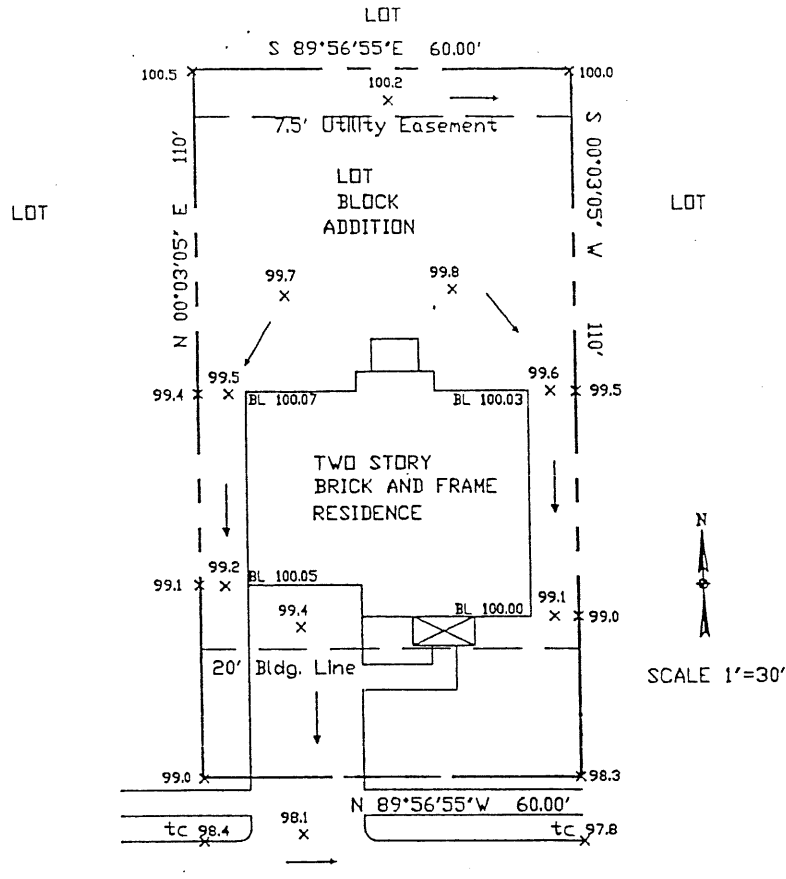 LOT
S 89°56'55"E 60.00'
100.5
100.0
100.2
7.5' Utility Easement
110'
S 00°03'05" W
LOT
BLOCK
ADDITION
LOT
LOT
N 00°03'05" E
99.7
99.8
110'
99.5
99.6
99.4
BL 100.07
BL 100.03
99.5
TWO STORY
BRICK AND FRAME
RESIDENCE
N
99.2
BL 100.05
99.1
99.1
99.4
BL 100.00
99.0
20' Bldg. Line
SCALE 1'=30'
99.0
98.3
N 89°56'55"W 60.00'
tc 98.4
98.1
tc 97.8